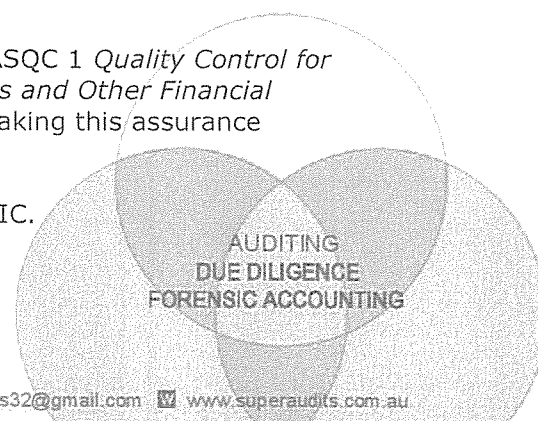 ASQC 1 Quality Control for
s and Other Financial
aking this assurance
IC.
AUDITING
DUE DILIGENCE
FORENSIC ACCOUNTING
s32@gmail.com W www.superaudits.com.au